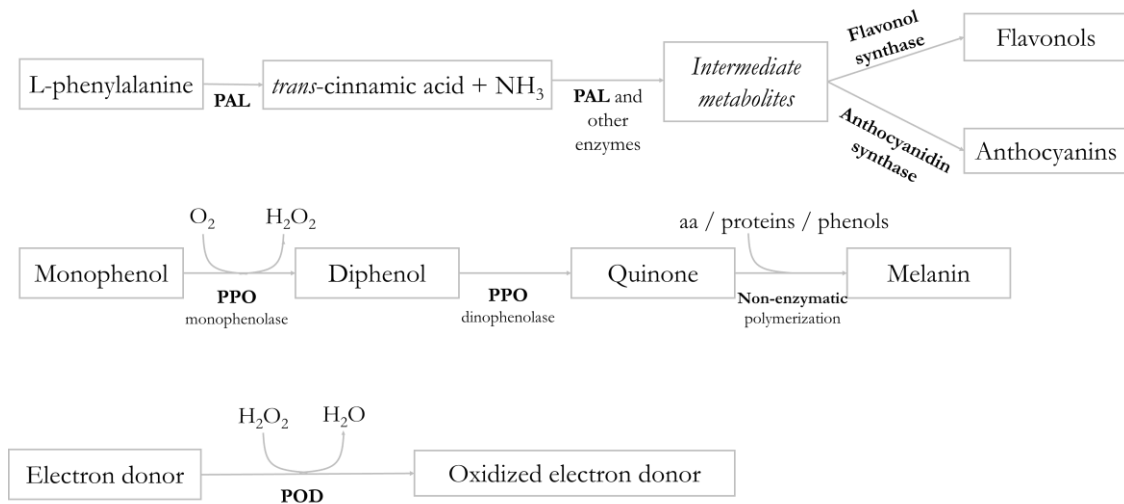 L-phenylalanine
PAL
trans-cinnamic acid + NH₃
PAL and
other
enzymes
Intermediate
metabolites
Flavonol
synthase
Flavonols
Anthocyanidin
synthase
Anthocyanins
O₂
H₂O₂
aa / proteins / phenols
Monophenol
PPO
monophenolase
Diphenol
PPO
dinophenolase
Quinone
Non-enzymatic
polymerization
Melanin
H₂O₂
H₂O
Electron donor
POD
Oxidized electron donor